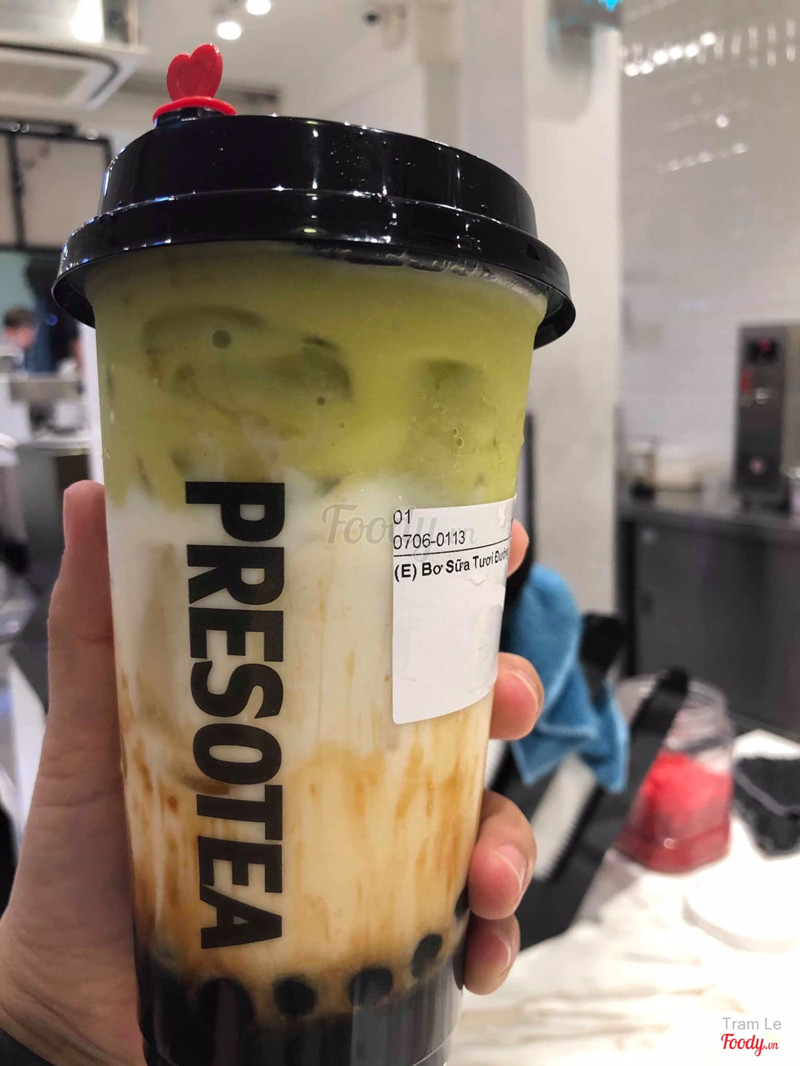 PRESOTEA
01
0706-0113
(E) Bơ Sữa Tươi Đường
Foody.vn
Tram Le
Foody.vn